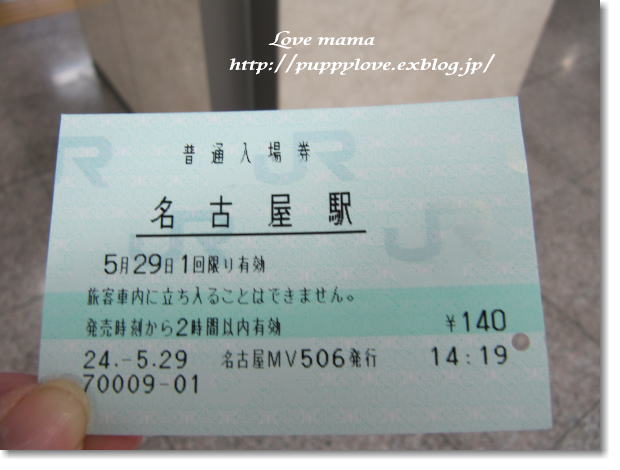 Love mama
http://puppylove.exblog.jp/
普通入場券
名古屋駅
5月29日1回限り有効
旅客車内に立ち入ることはできません。
発売時刻から2時間以内有効 ¥140
24.-5.29 名古屋MV506発行 14:19
70009-01